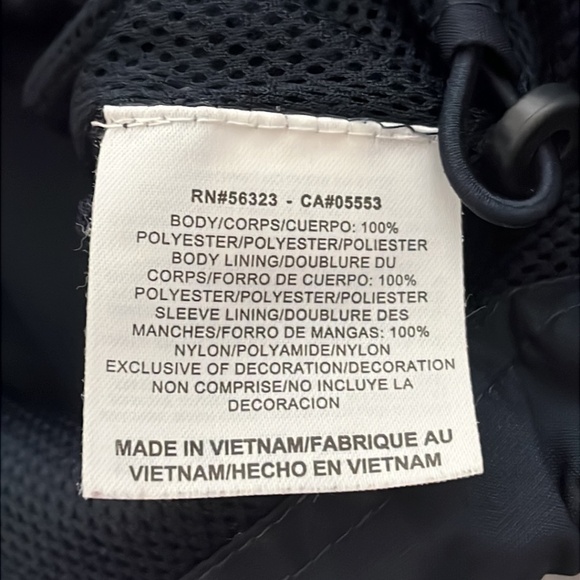 RN#56323 - CA#05553
BODY/CORPS/CUERPO: 100%
POLYESTER/POLYESTER/POLIESTER
BODY LINING/DOUBLURE DU
CORPS/FORRO DE CUERPO: 100%
POLYESTER/POLYESTER/POLIESTER
SLEEVE LINING/DOUBLURE DES
MANCHES/FORRO DE MANGAS: 100%
NYLON/POLYAMIDE/NYLON
EXCLUSIVE OF DECORATION/DECORATION
NON COMPRISE/NO INCLUYE LA
DECORACION
MADE IN VIETNAM/FABRIQUE AU
VIETNAM/HECHO EN VIETNAM